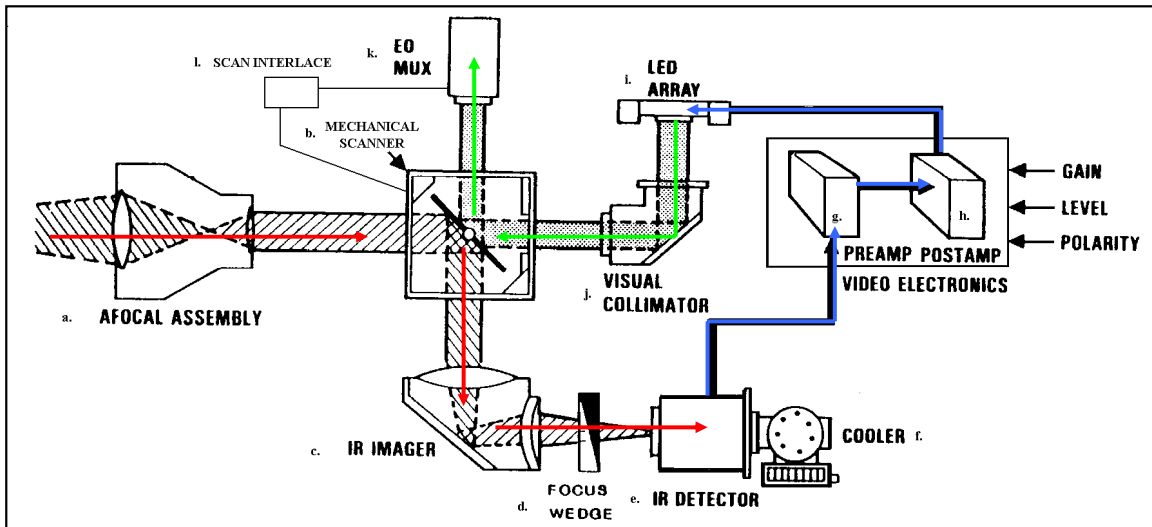 k. EO
MUX
l. SCAN INTERLACE
i. LED
ARRAY
b. MECHANICAL
SCANNER
GAIN
g. h.
LEVEL
PREAMP POSTAMP
POLARITY
VIDEO ELECTRONICS
j. VISUAL
COLLIMATOR
a. AFOCAL ASSEMBLY
c. IR IMAGER
COOLER f.
d. FOCUS
WEDGE
e. IR DETECTOR